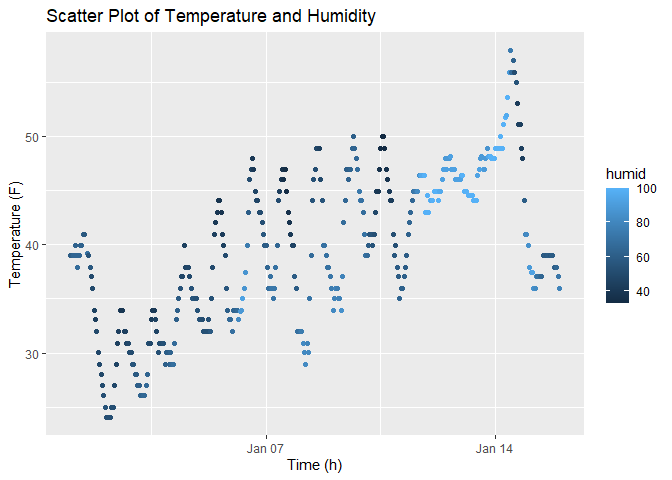 Scatter Plot of Temperature and Humidity
Temperature (F)
50
40
30
Jan 07
Jan 14
Time (h)
humid
100
80
60
40